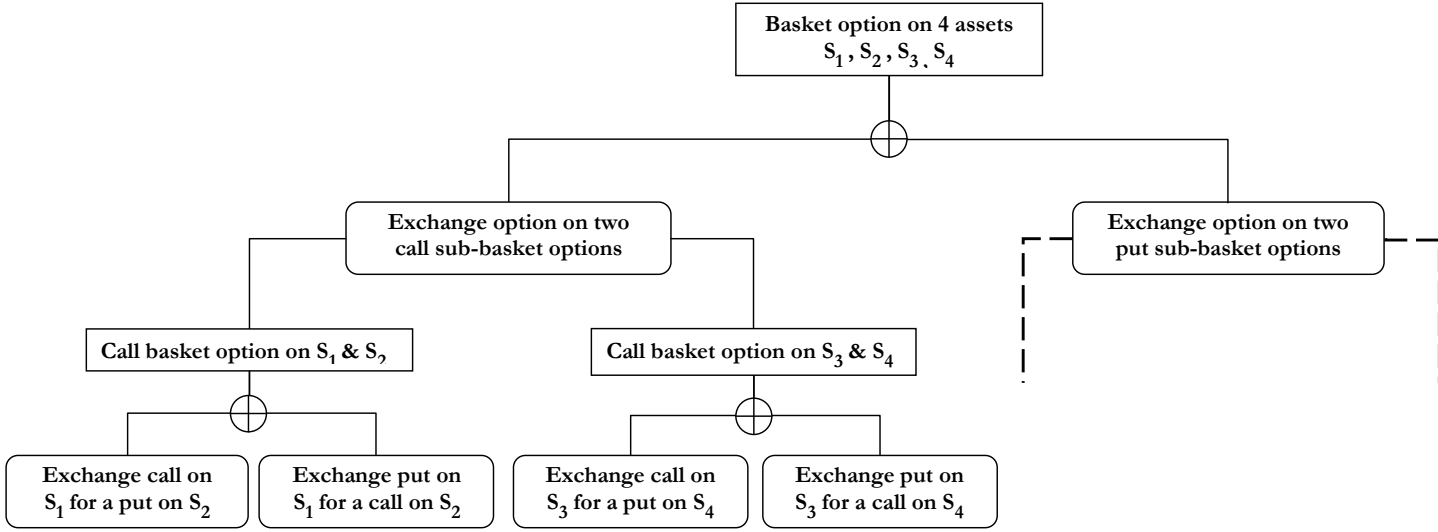 Basket option on 4 assets
S₁ , S₂ , S₃ , S₄
Exchange option on two
call sub-basket options
Exchange option on two
put sub-basket options
Call basket option on S₁ & S₂
Call basket option on S₃ & S₄
Exchange call on
S₁ for a put on S₂
Exchange put on
S₁ for a call on S₂
Exchange call on
S₃ for a put on S₄
Exchange put on
S₃ for a call on S₄